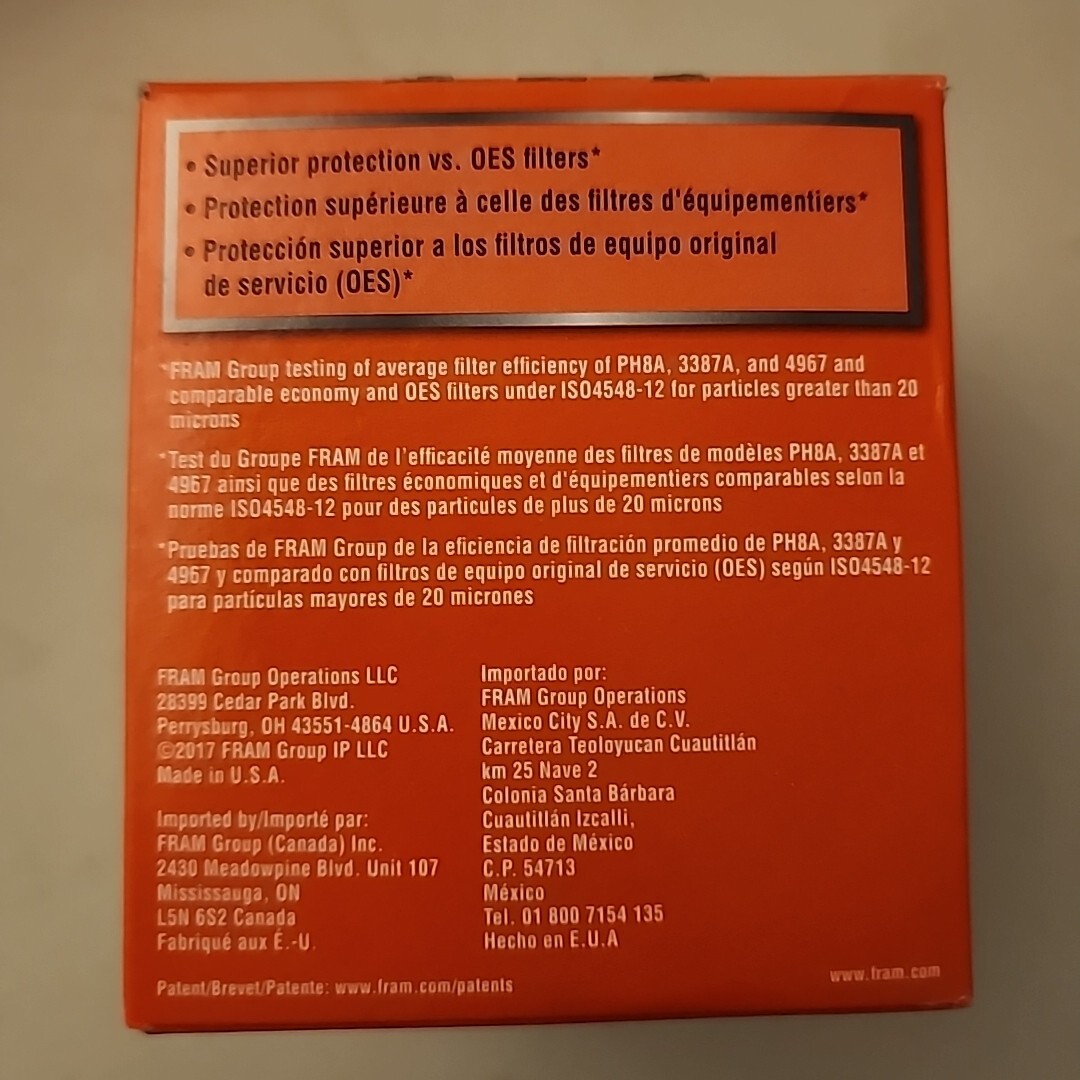 • Superior protection vs. OES filters*
• Protection supérieure à celle des filtres d'équipementiers*
• Protección superior a los filtros de equipo original
de servicio (OES)*
*FRAM Group testing of average filter efficiency of PH8A, 3387A, and 4967 and
comparable economy and OES filters under ISO4548-12 for particles greater than 20
microns
*Test du Groupe FRAM de l'efficacité moyenne des filtres de modèles PH8A, 3387A et
4967 ainsi que des filtres économiques et d'équipementiers comparables selon la
norme ISO4548-12 pour des particules de plus de 20 microns
*Pruebas de FRAM Group de la eficiencia de filtración promedio de PH8A, 3387A y
4967 y comparado con filtros de equipo original de servicio (OES) según ISO4548-12
para partículas mayores de 20 micrones
FRAM Group Operations LLC
28399 Cedar Park Blvd.
Perrysburg, OH 43551-4864 U.S.A.
©2017 FRAM Group IP LLC
Made in U.S.A.
Imported by/Importé par:
FRAM Group (Canada) Inc.
2430 Meadowpine Blvd. Unit 107
Mississauga, ON
L5N 6S2 Canada
Fabriqué aux É.-U.
Importado por:
FRAM Group Operations
Mexico City S.A. de C.V.
Carretera Teoloyucan Cuautitlán
km 25 Nave 2
Colonia Santa Bárbara
Cuautitlán Izcalli,
Estado de México
C.P. 54713
México
Tel. 01 800 7154 135
Hecho en E.U.A
Patent/Brevet/Patente: www.fram.com/patents
www.fram.com